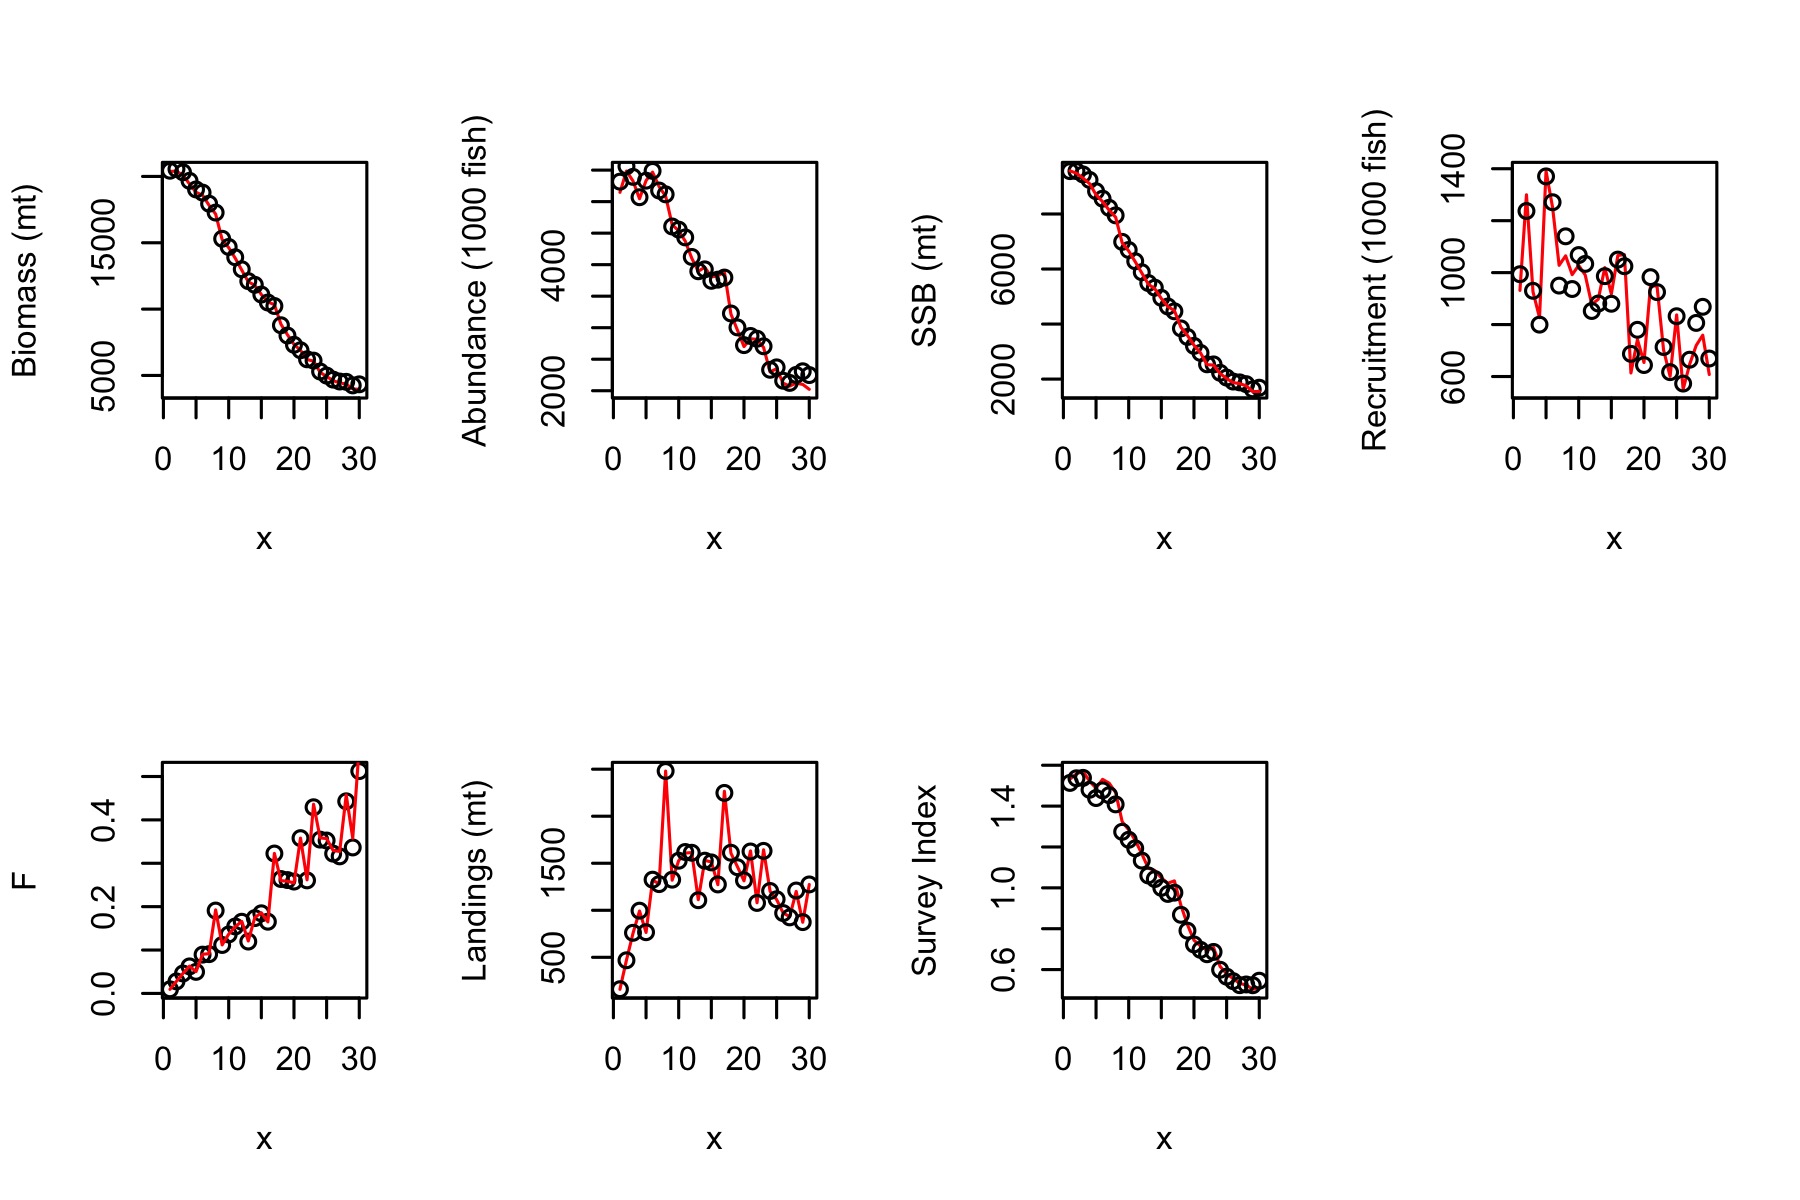 Biomass (mt)
5000 15000
0 10 20 30
x
Abundance (1000 fish)
2000 4000
0 10 20 30
x
SSB (mt)
2000 6000
0 10 20 30
x
Recruitment (1000 fish)
600 1000 1400
0 10 20 30
x
F
0.0 0.2 0.4
0 10 20 30
x
Landings (mt)
500 1500
0 10 20 30
x
Survey Index
0.6 1.0 1.4
0 10 20 30
x